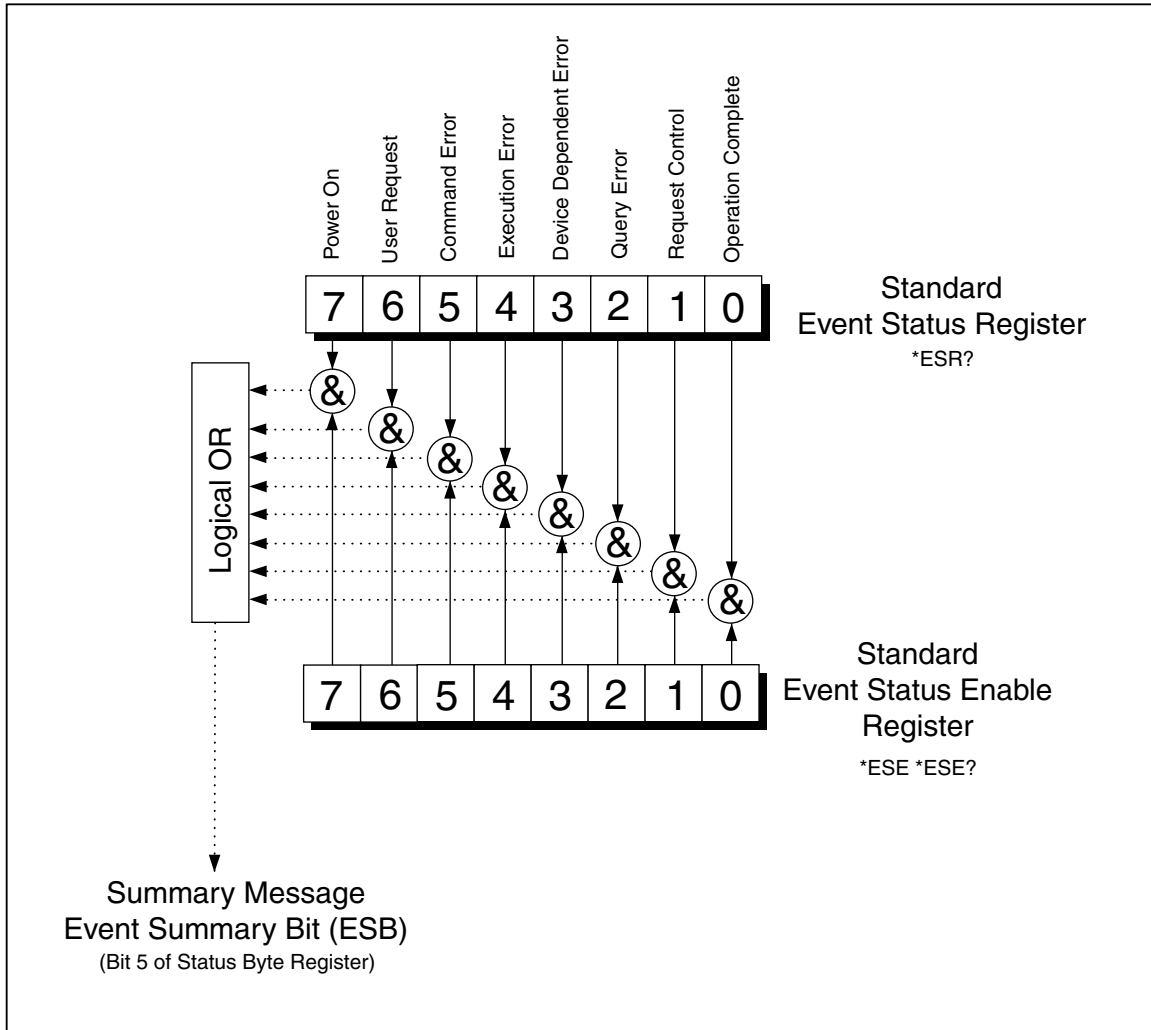 Power On
User Request
Command Error
Execution Error
Device Dependent Error
Query Error
Request Control
Operation Complete
7 6 5 4 3 2 1 0
Standard
Event Status Register
*ESR?
& & & & & & & &
Logical OR
7 6 5 4 3 2 1 0
Standard
Event Status Enable
Register
*ESE *ESE?
Summary Message
Event Summary Bit (ESB)
(Bit 5 of Status Byte Register)